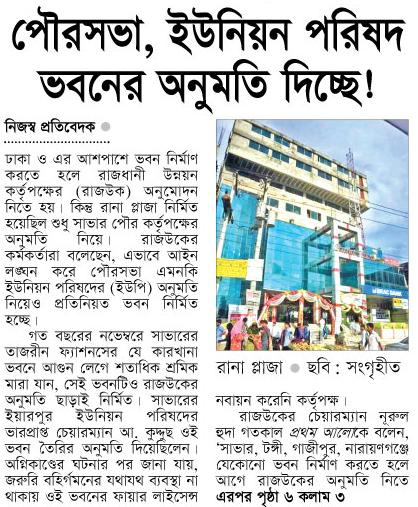 পৌরসভা, ইউনিয়ন পরিষদ
ভবনের অনুমতি দিচ্ছে!
নিজস্ব প্রতিবেদক
ঢাকা ও এর আশপাশে ভবন নির্মাণ
করতে হলে রাজধানী উন্নয়ন
কর্তৃপক্ষের (রাজউক) অনুমোদন
নিতে হয়। কিন্তু রানা প্লাজা নির্মিত
হয়েছিল শুধু সাভার পৌর কর্তৃপক্ষের
অনুমতি নিয়ে। রাজউকের
কর্মকর্তারা বলেছেন, এভাবে আইন
লঙ্ঘন করে পৌরসভা এমনকি
ইউনিয়ন পরিষদের (ইউপি) অনুমতি
নিয়েও প্রতিনিয়ত ভবন নির্মিত
হচ্ছে।
গত বছরের নভেম্বরে সাভারের
তাজরীন ফ্যাশনসের যে কারখানা
ভবনে আগুন লেগে শতাধিক শ্রমিক
মারা যান, সেই ভবনটিও রাজউকের
অনুমতি ছাড়াই নির্মিত। সাভারের
ইয়ারপুর ইউনিয়ন পরিষদের
ভারপ্রাপ্ত চেয়ারম্যান আ. কুদ্দুছ ওই
ভবন তৈরির অনুমতি দিয়েছিলেন।
অগ্নিকাণ্ডের ঘটনার পর জানা যায়,
জরুরি বহির্গমনের যথাযথ ব্যবস্থা না
থাকায় ওই ভবনের ফায়ার লাইসেন্স
BRAC BANK
রানা প্লাজা ● ছবি : সংগৃহীত
নবায়ন করেনি কর্তৃপক্ষ।
রাজউকের চেয়ারম্যান নূরুল
হুদা গতকাল প্রথম আলোকে বলেন,
‘সাভার, টঙ্গী, গাজীপুর, নারায়ণগঞ্জে
যেকোনো ভবন নির্মাণ করতে হলে
আগে রাজউকের অনুমতি নিতে
এরপর পৃষ্ঠা ৬ কলাম ৩